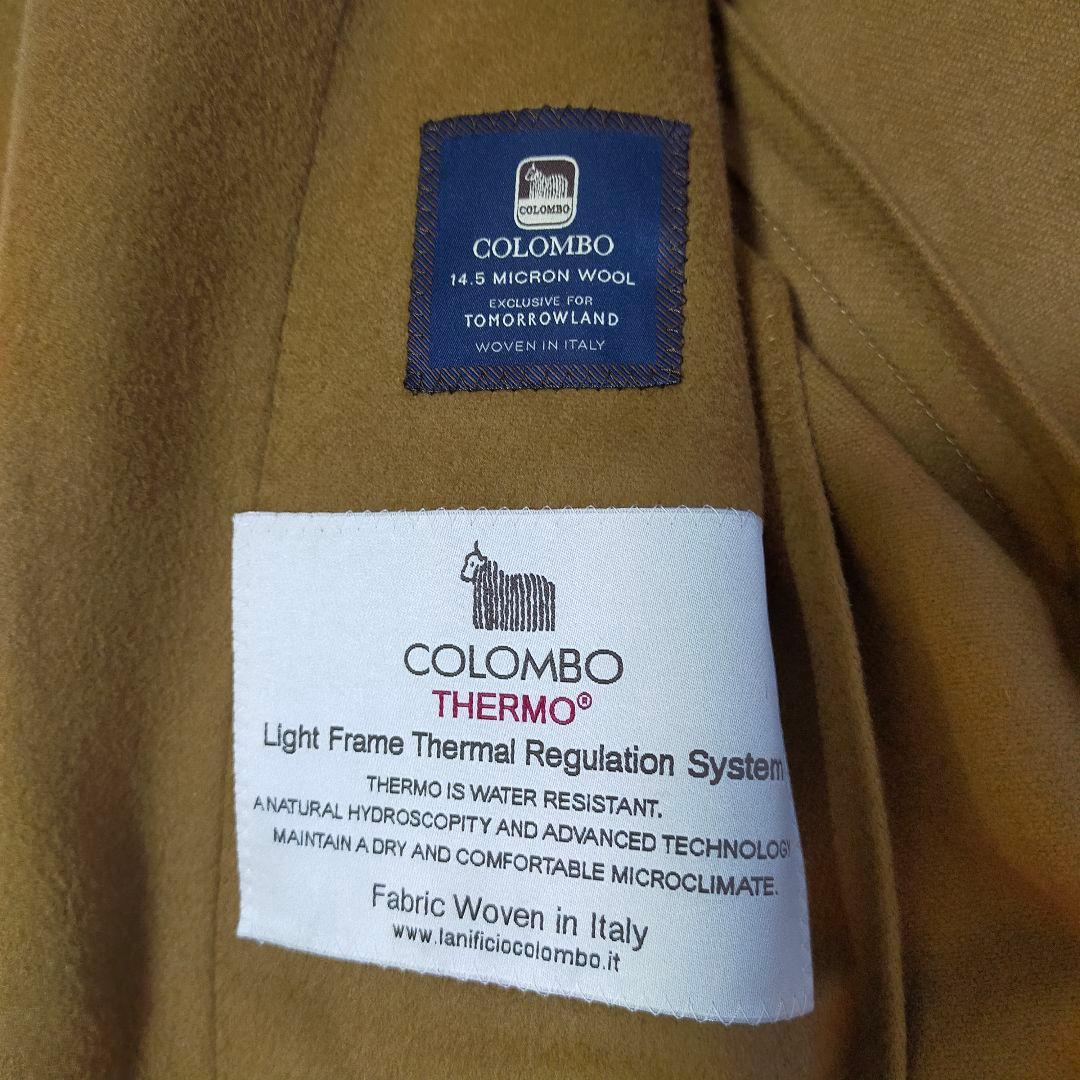 COLOMBO
COLOMBO
14.5 MICRON WOOL
EXCLUSIVE FOR
TOMORROWLAND
WOVEN IN ITALY
COLOMBO
THERMO®
Light Frame Thermal Regulation System
THERMO IS WATER RESISTANT.
A NATURAL HYDROSCOPITY AND ADVANCED TECHNOLOGY
MAINTAIN A DRY AND COMFORTABLE MICROCLIMATE.
Fabric Woven in Italy
www.lanificiocolombo.it